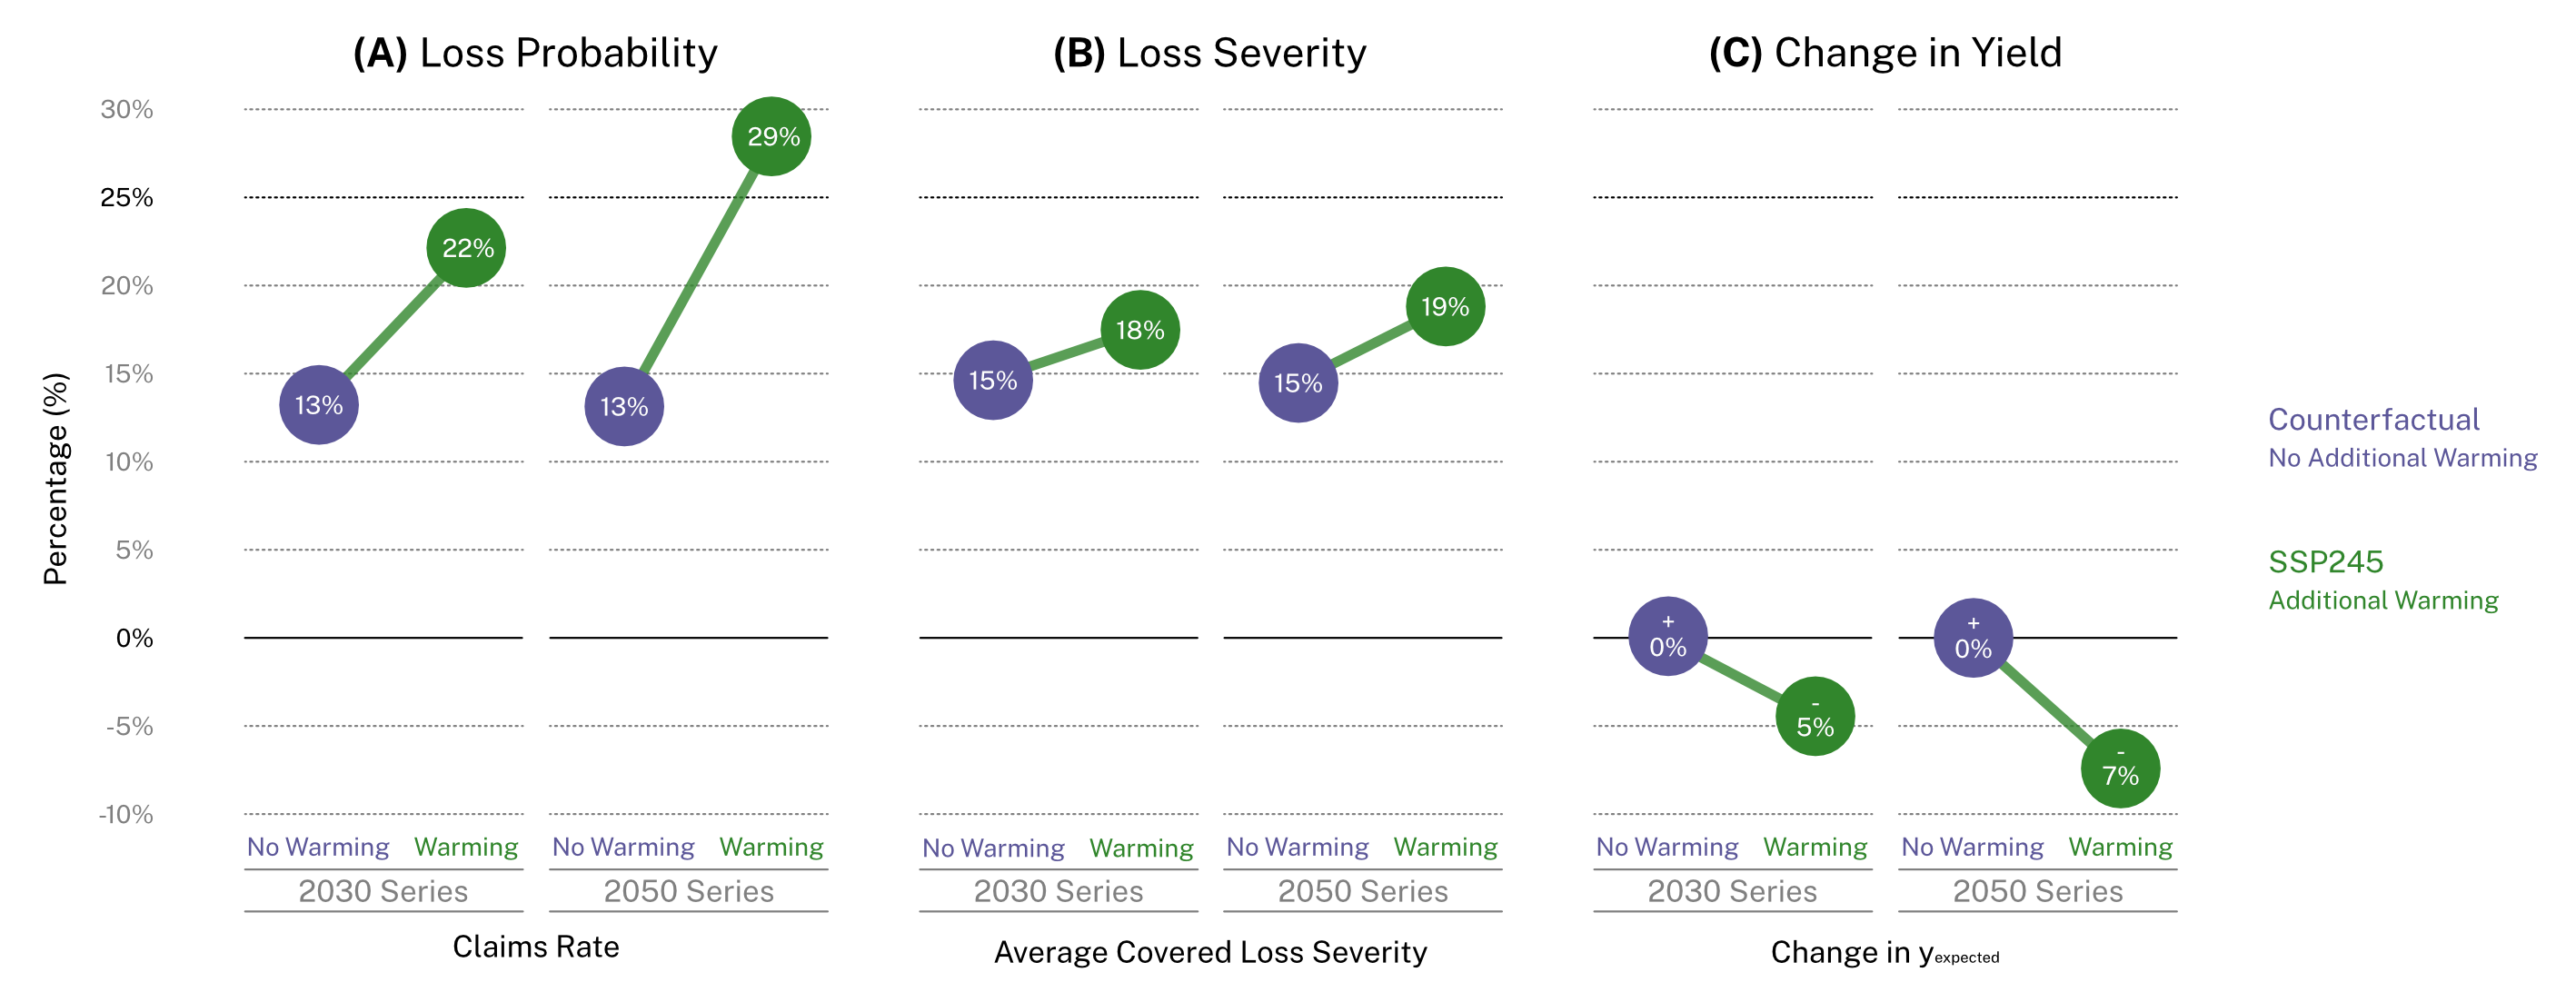 (A) Loss Probability
(B) Loss Severity
(C) Change in Yield
Percentage (%)
30%
25%
20%
15%
10%
5%
0%
-5%
-10%
13%
22%
13%
29%
15%
18%
15%
19%
+
0%
-
5%
+
0%
-
7%
No Warming Warming
2030 Series
No Warming Warming
2050 Series
Claims Rate
No Warming Warming
2030 Series
No Warming Warming
2050 Series
Average Covered Loss Severity
No Warming Warming
2030 Series
No Warming Warming
2050 Series
Change in yexpected
Counterfactual
No Additional Warming
SSP245
Additional Warming